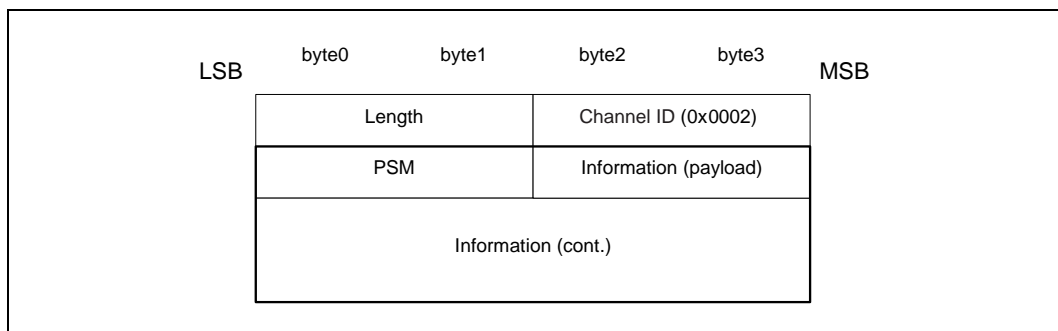 byte0 byte1 byte2 byte3
LSB MSB
Length Channel ID (0x0002)
PSM Information (payload)
Information (cont.)